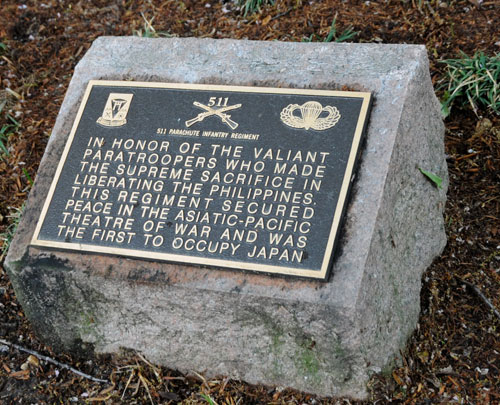 511
511 PARACHUTE INFANTRY REGIMENT
IN HONOR OF THE VALIANT
PARATROOPERS WHO MADE
THE SUPREME SACRIFICE IN
LIBERATING THE PHILIPPINES.
THIS REGIMENT SECURED
PEACE IN THE ASIATIC-PACIFIC
THEATRE OF WAR AND WAS
THE FIRST TO OCCUPY JAPAN